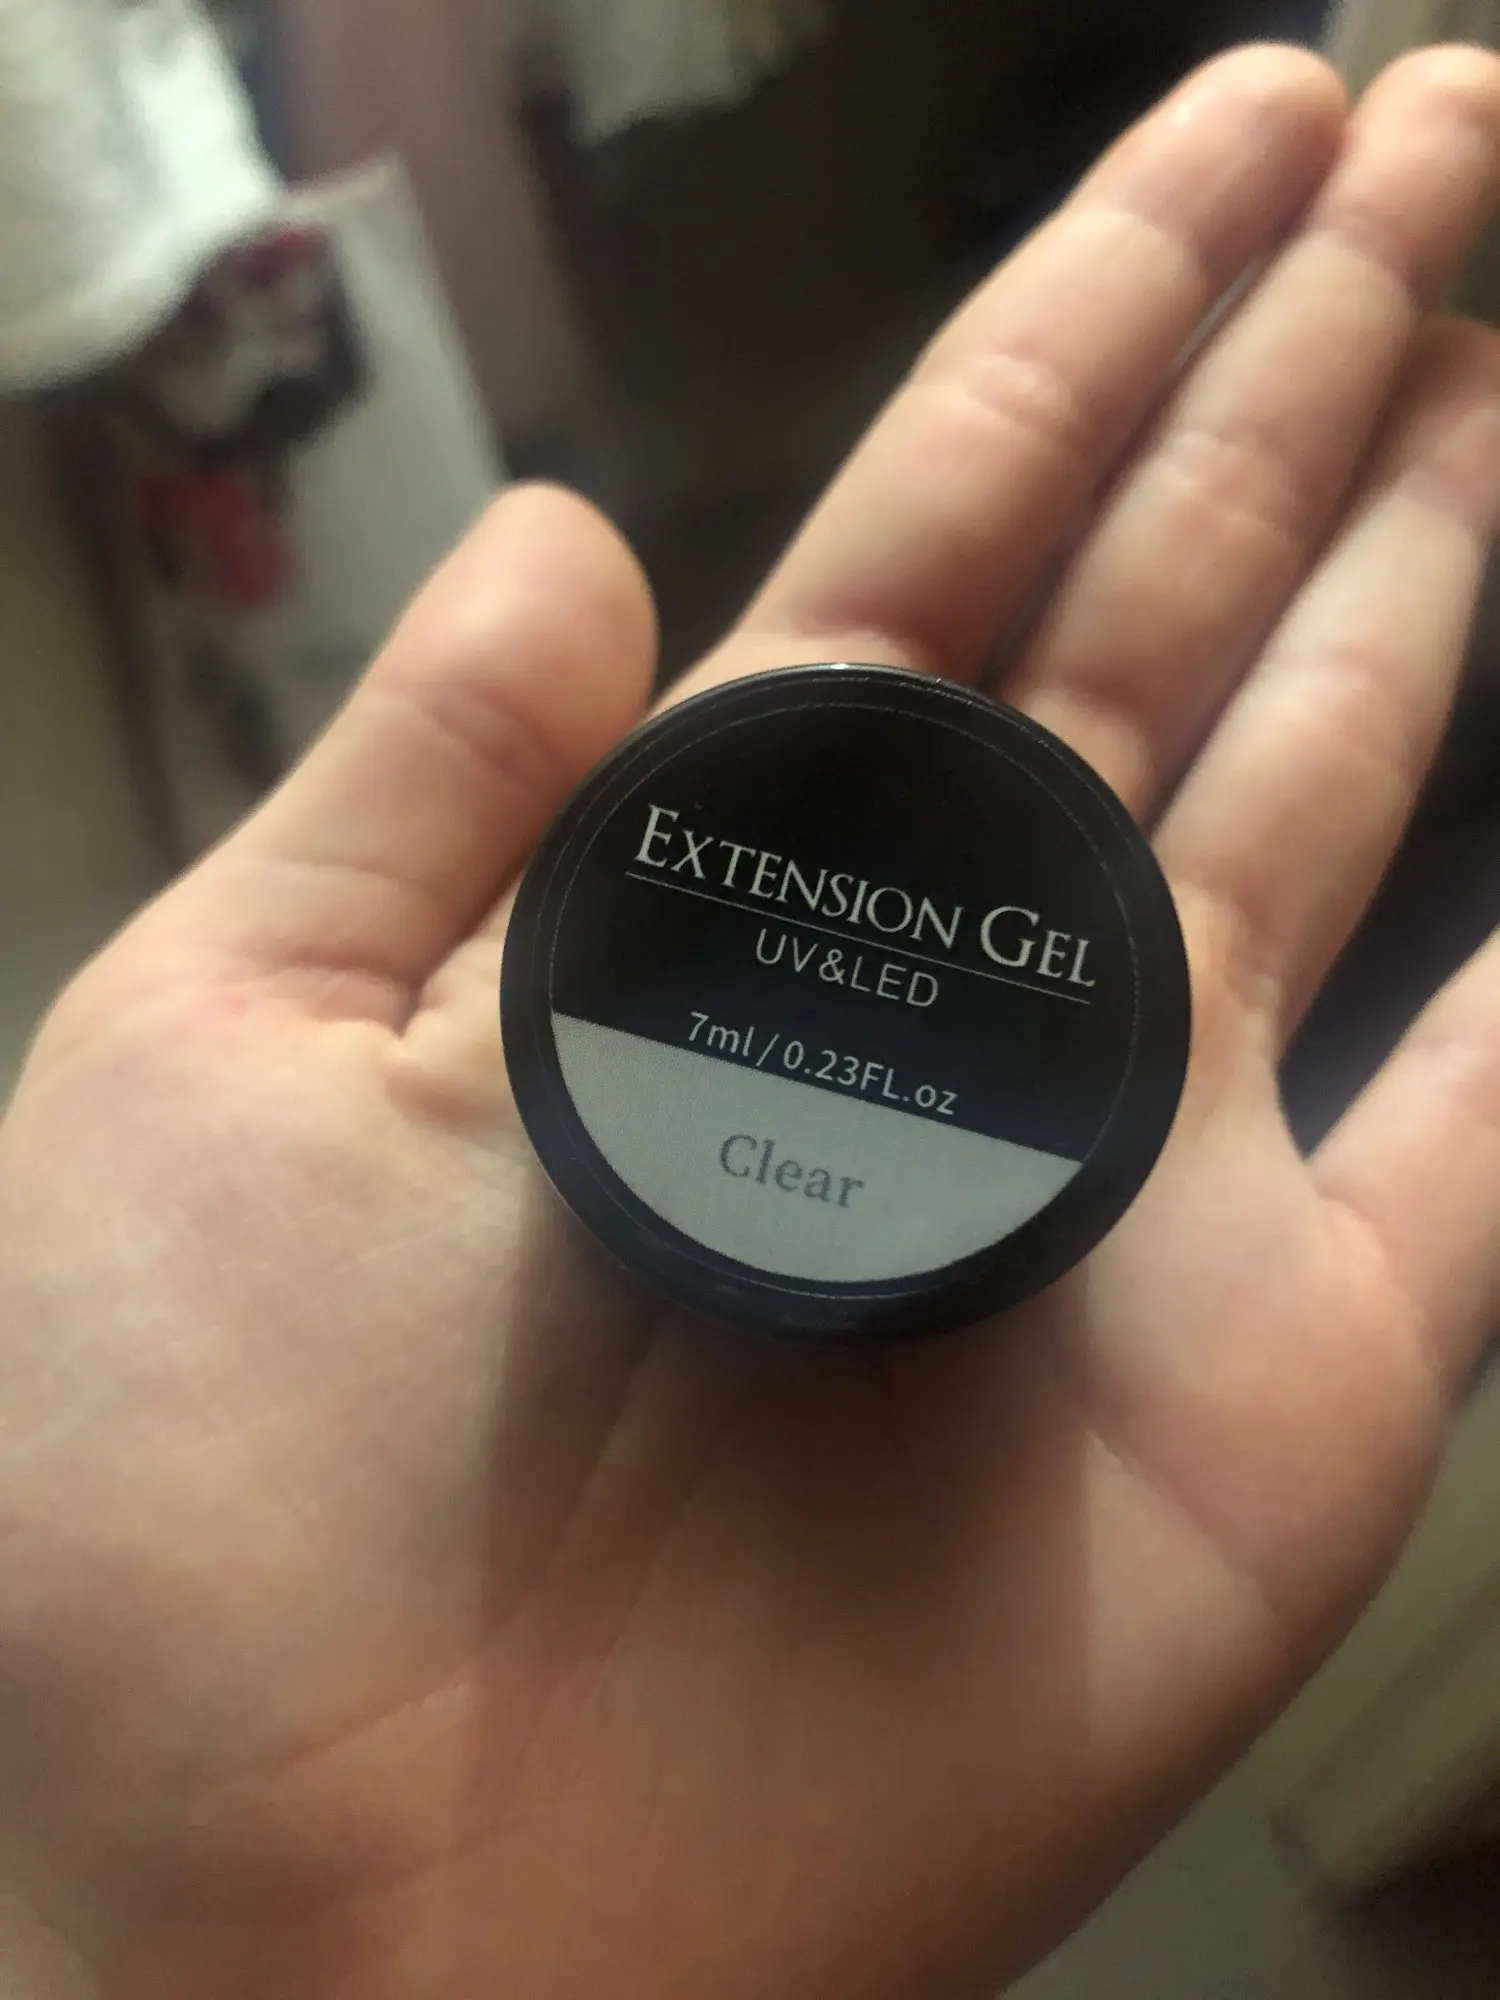 EXTENSION GEL
UV&LED
7ml / 0.23FL.oz
Clear